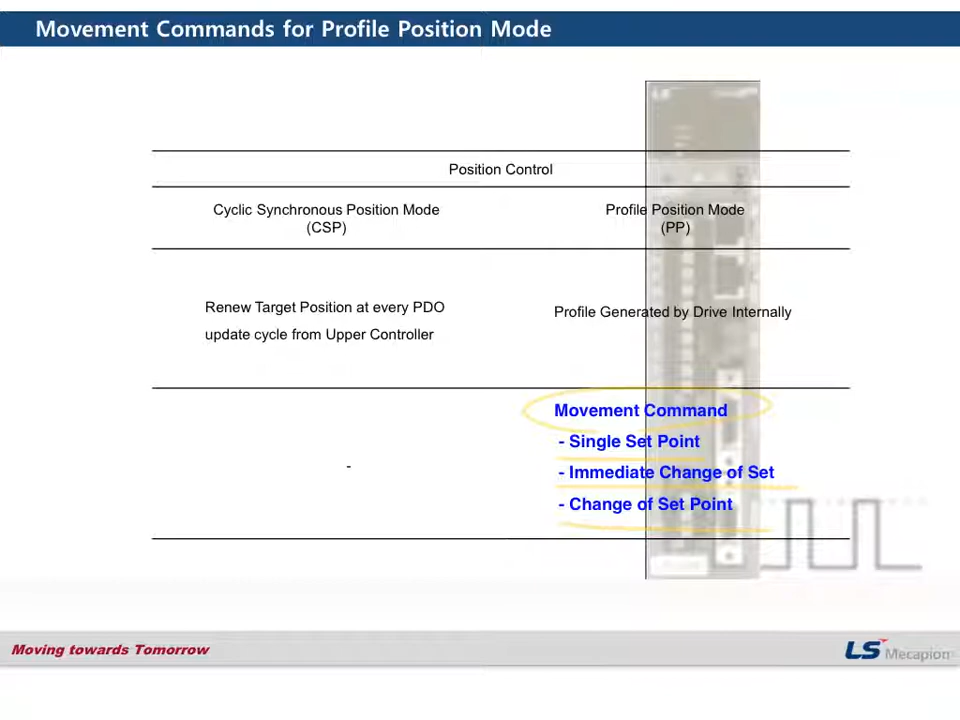 Movement Commands for Profile Position Mode
Position Control
Cyclic Synchronous Position Mode
(CSP)
Profile Position Mode
(PP)
Renew Target Position at every PDO
update cycle from Upper Controller
Profile Generated by Drive Internally
-
Movement Command
- Single Set Point
- Immediate Change of Set
- Change of Set Point
Moving towards Tomorrow
LS Mecapion